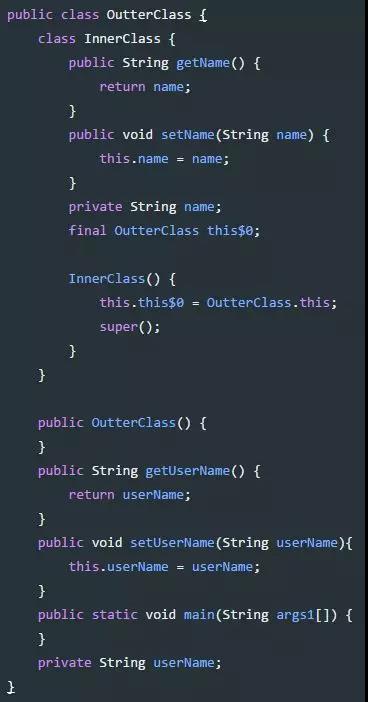 public class OutterClass {
    class InnerClass {
        public String getName() {
            return name;
        }
        public void setName(String name) {
            this.name = name;
        }
        private String name;
        final OutterClass this$0;

        InnerClass() {
            this.this$0 = OutterClass.this;
            super();
        }
    }

    public OutterClass() {
    }
    public String getUserName() {
        return userName;
    }
    public void setUserName(String userName){
        this.userName = userName;
    }
    public static void main(String args1[]) {
    }
    private String userName;
}